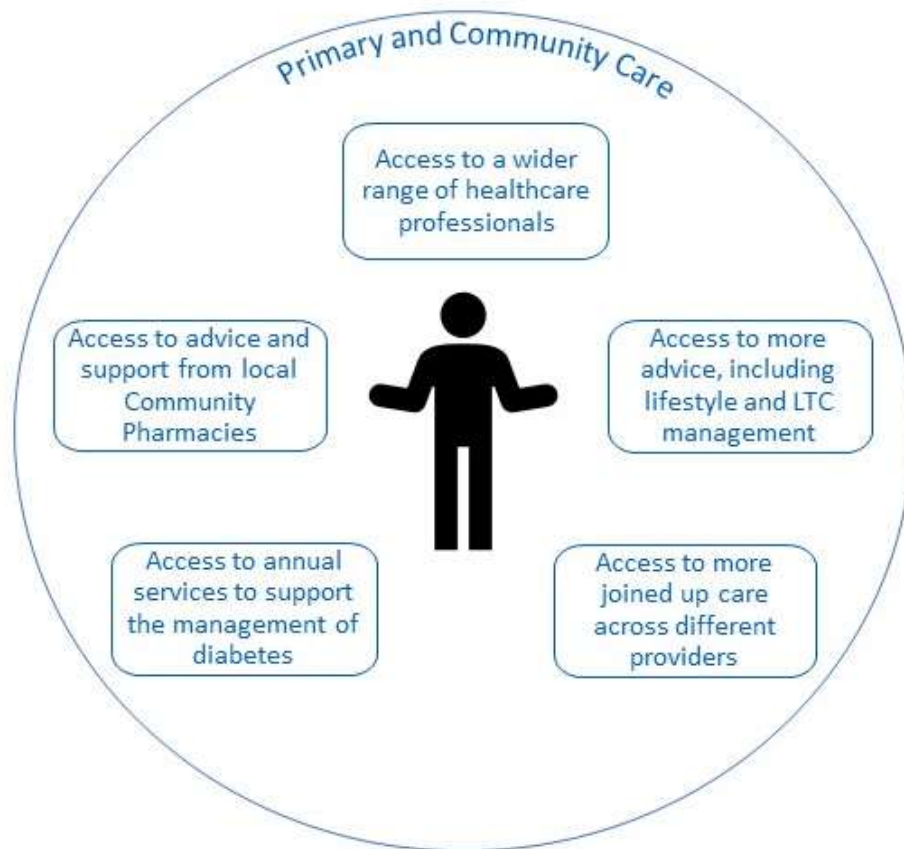 Primary and Community Care
Access to a wider
range of healthcare
professionals
Access to advice and
support from local
Community
Pharmacies
Access to more
advice, including
lifestyle and LTC
management
Access to annual
services to support
the management of
diabetes
Access to more
joined up care
across different
providers